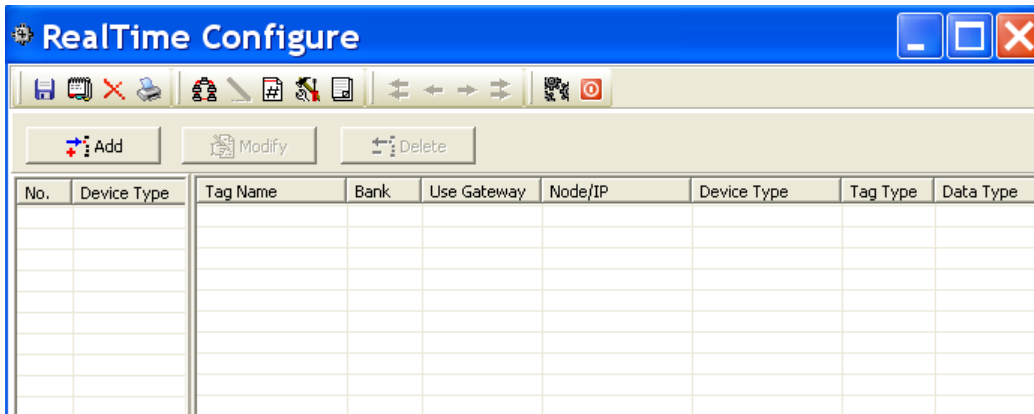 RealTime Configure
Add Modify Delete
No. Device Type Tag Name Bank Use Gateway Node/IP Device Type Tag Type Data Type